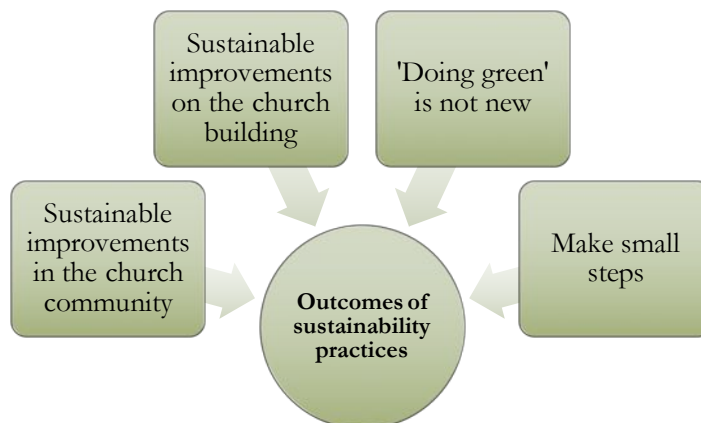 Sustainable
improvements
on the church
building
'Doing green'
is not new
Sustainable
improvements
in the church
community
Make small
steps
Outcomes of
sustainability
practices